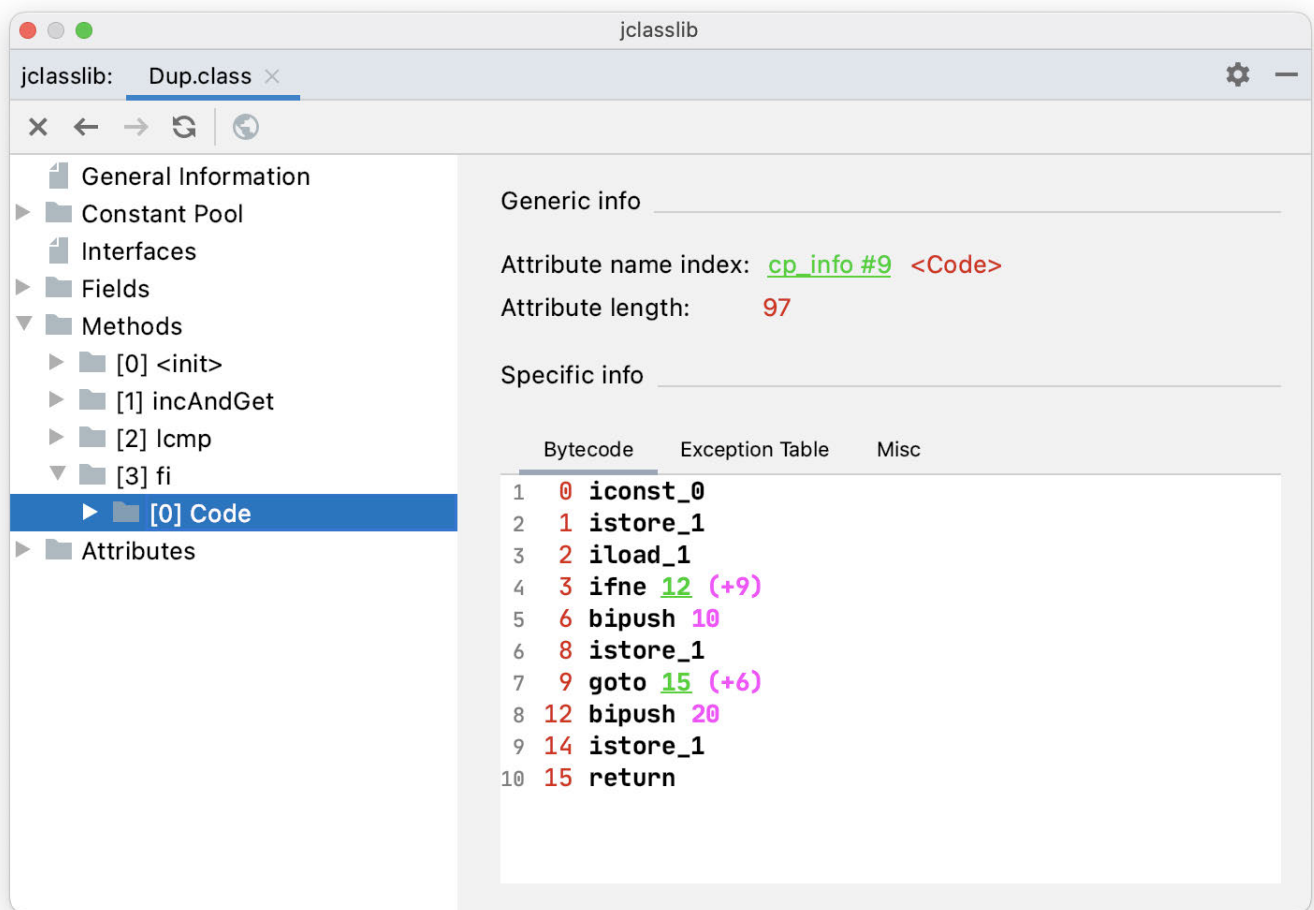 jclasslib
jclasslib: Dup.class
General Information
Constant Pool
Interfaces
Fields
Methods
[0] <init>
[1] incAndGet
[2] lcmp
[3] fi
[0] Code
Attributes
Generic info
Attribute name index: cp_info #9 <Code>
Attribute length: 97
Specific info
Bytecode Exception Table Misc
1 0 iconst_0
2 1 istore_1
3 2 iload_1
4 3 ifne 12 (+9)
5 6 bipush 10
6 8 istore_1
7 9 goto 15 (+6)
8 12 bipush 20
9 14 istore_1
10 15 return